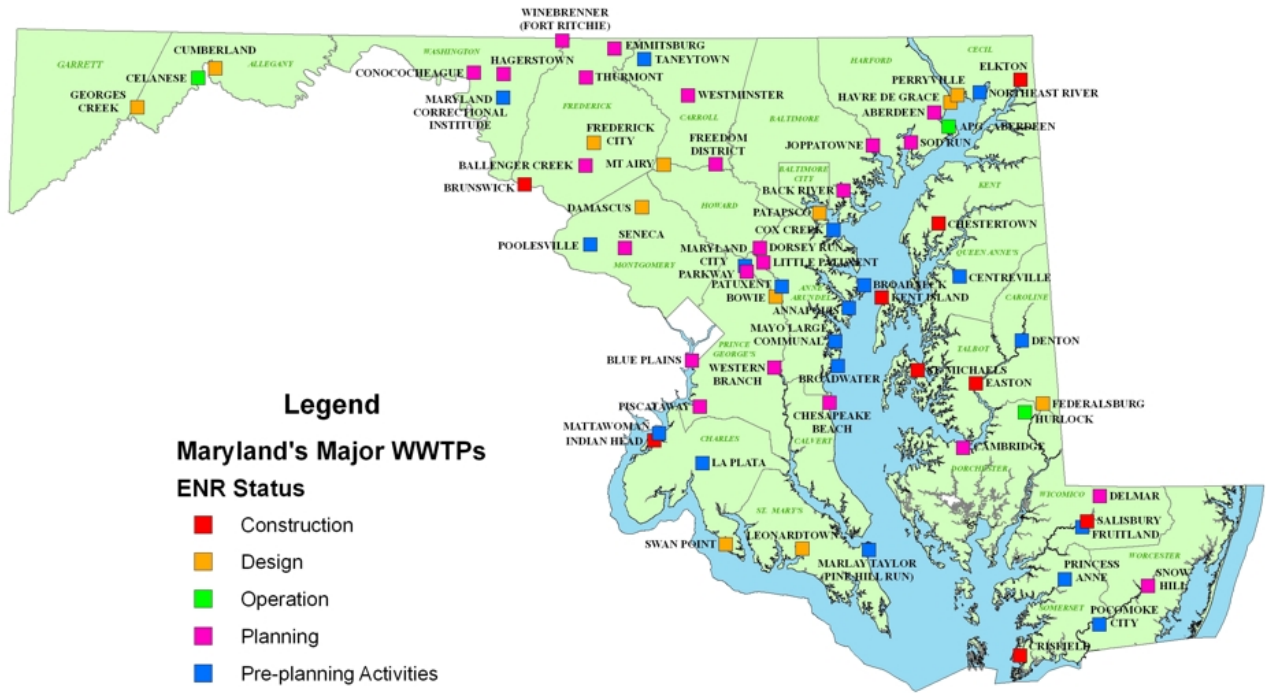 WINEBRENNER
(FORT RITCHIE)
CUMBERLAND
GARRETT
ALLEGANY
CELANESE
GEORGES
CREEK
WASHINGTON
HAGERSTOWN
CONOCOCHEAGUE
EMMITSBURG
TANEYTOWN
THURMONT
MARYLAND
CORRECTIONAL
INSTITUTE
FREDERICK
WESTMINSTER
CARROLL
BALTIMORE
HARFORD
CECIL
ELKTON
PERRYVILLE
HAVRE DE GRACE
NORTHEAST RIVER
ABERDEEN
APG - ABERDEEN
FREDERICK
CITY
FREEDOM
DISTRICT
JOPPATOWNE
SOD RUN
BALLENGER CREEK
MT AIRY
BRUNSWICK
BALTIMORE
CITY
BACK RIVER
KENT
DAMASCUS
HOWARD
PATAPSCO
COX CREEK
CHESTERTOWN
POOLESVILLE
SENECA
MONTGOMERY
MARYLAND
CITY
DORSEY RUN
LITTLE PATUXENT
PARKWAY
PATUXENT
BOWIE
ANNE
ARUNDEL
QUEEN ANNE'S
CENTREVILLE
BROADNECK
KENT ISLAND
CAROLINE
ANNAPOLIS
MAYO LARGE
COMMUNAL
DENTON
TALBOT
PRINCE
GEORGE'S
BLUE PLAINS
WESTERN
BRANCH
BROADWATER
ST. MICHAELS
EASTON
PISCATAWAY
CHESAPEAKE
BEACH
FEDERALSBURG
HURLOCK
MATTAWOMAN
INDIAN HEAD
CHARLES
CALVERT
CAMBRIDGE
LA PLATA
DORCHESTER
WICOMICO
DELMAR
ST. MARY'S
SALISBURY
FRUITLAND
SWAN POINT
LEONARDTOWN
MARLAY TAYLOR
(PINE HILL RUN)
WORCESTER
PRINCESS
ANNE
SNOW
HILL
SOMERSET
POCOMOKE
CITY
CRISFIELD
Legend
Maryland's Major WWTPs
ENR Status
Construction
Design
Operation
Planning
Pre-planning Activities